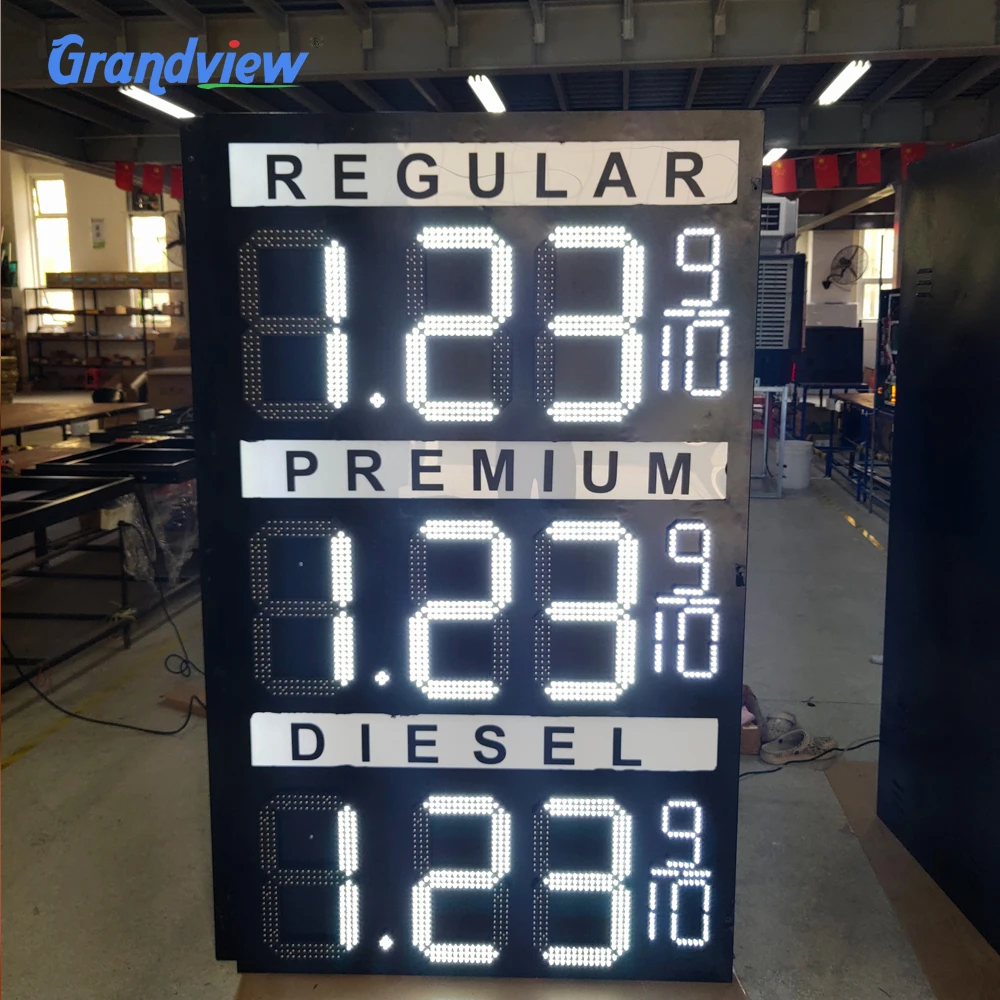 Grandview
REGULAR
1.23 9/10
PREMIUM
1.23 9/10
DIESEL
1.23 9/10